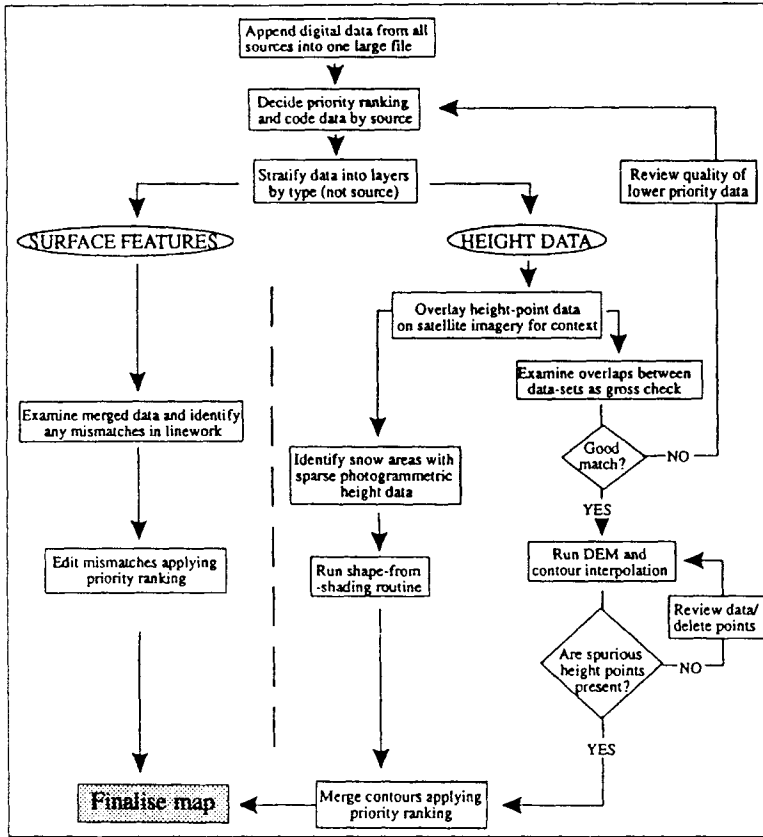 Append digital data from all
sources into one large file
Decide priority ranking
and code data by source
Stratify data into layers
by type (not source)
Review quality of
lower priority data
SURFACE FEATURES
HEIGHT DATA
Overlay height-point data
on satellite imagery for context
Examine overlaps between
data-sets as gross check
Examine merged data and identify
any mismatches in linework
Identify snow areas with
sparse photogrammetric
height data
Good
match?
NO
YES
Edit mismatches applying
priority ranking
Run shape-from
-shading routine
Run DEM and
contour interpolation
Review data/
delete points
Are spurious
height points
present?
NO
YES
Finalise map
Merge contours applying
priority ranking